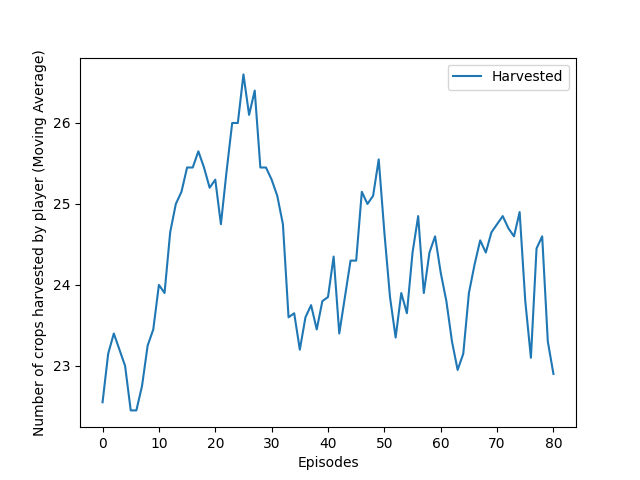 Number of crops harvested by player (Moving Average)
Harvested
26
25
24
23
0 10 20 30 40 50 60 70 80
Episodes